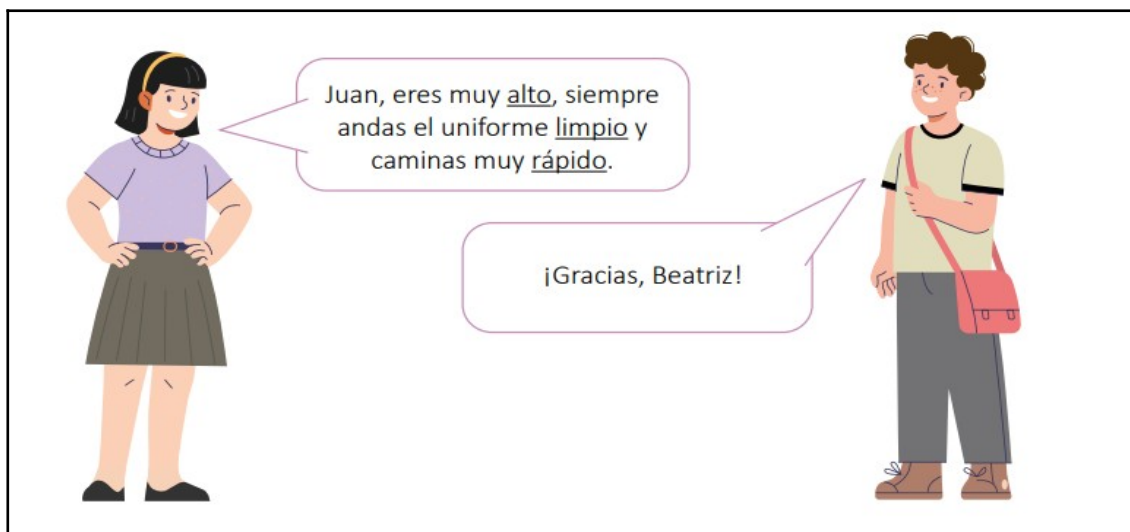 Juan, eres muy alto, siempre
andas el uniforme limpio y
caminas muy rápido.
¡Gracias, Beatriz!